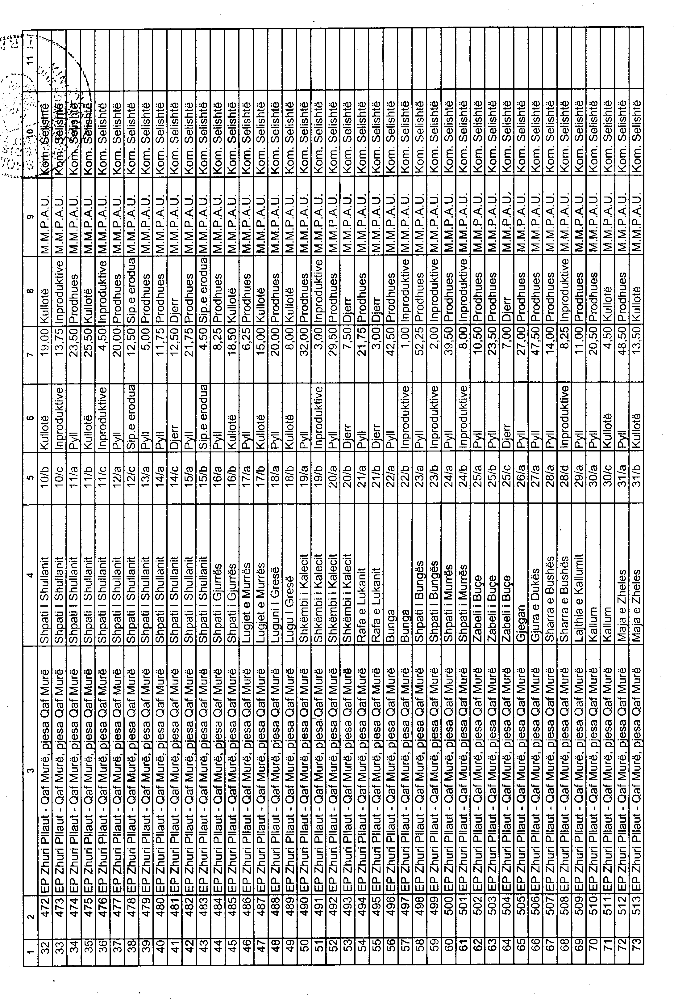 1 2 3 4 5 6 7 8 9 10 11
32 472 EP Zhuri Pllaut - Qaf Murë, pjesa Qaf Murë Shpati I Shullanit 10/b Kullotë 19,00 Kullotë M.M.P.A.U. Kom. Selishtë
33 473 EP Zhuri Pllaut - Qaf Murë, pjesa Qaf Murë Shpati I Shullanit 10/c Inproduktive 13,75 Inproduktive M.M.P.A.U. Kom. Selishtë
34 474 EP Zhuri Pllaut - Qaf Murë, pjesa Qaf Murë Shpati I Shullanit 11/a Pyll 23,50 Prodhues M.M.P.A.U. Kom. Selishtë
35 475 EP Zhuri Pllaut - Qaf Murë, pjesa Qaf Murë Shpati I Shullanit 11/b Kullotë 25,50 Kullotë M.M.P.A.U. Kom. Selishtë
36 476 EP Zhuri Pllaut - Qaf Murë, pjesa Qaf Murë Shpati I Shullanit 11/c Inproduktive 4,50 Inproduktive M.M.P.A.U. Kom. Selishtë
37 477 EP Zhuri Pllaut - Qaf Murë, pjesa Qaf Murë Shpati I Shullanit 12/a Pyll 20,00 Prodhues M.M.P.A.U. Kom. Selishtë
38 478 EP Zhuri Pllaut - Qaf Murë, pjesa Qaf Murë Shpati I Shullanit 12/c Sip.e erodua 12,50 Sip.e erodua M.M.P.A.U. Kom. Selishtë
39 479 EP Zhuri Pllaut - Qaf Murë, pjesa Qaf Murë Shpati I Shullanit 13/a Pyll 5,00 Prodhues M.M.P.A.U. Kom. Selishtë
40 480 EP Zhuri Pllaut - Qaf Murë, pjesa Qaf Murë Shpati I Shullanit 14/a Pyll 11,75 Prodhues M.M.P.A.U. Kom. Selishtë
41 481 EP Zhuri Pllaut - Qaf Murë, pjesa Qaf Murë Shpati I Shullanit 14/c Djerr 12,50 Djerr M.M.P.A.U. Kom. Selishtë
42 482 EP Zhuri Pllaut - Qaf Murë, pjesa Qaf Murë Shpati I Shullanit 15/a Pyll 21,75 Prodhues M.M.P.A.U. Kom. Selishtë
43 483 EP Zhuri Pllaut - Qaf Murë, pjesa Qaf Murë Shpati I Shullanit 15/b Sip.e erodua 4,50 Sip.e erodua M.M.P.A.U. Kom. Selishtë
44 484 EP Zhuri Pllaut - Qaf Murë, pjesa Qaf Murë Shpati i Gjurrës 16/a Pyll 8,25 Prodhues M.M.P.A.U. Kom. Selishtë
45 485 EP Zhuri Pllaut - Qaf Murë, pjesa Qaf Murë Shpati i Gjurrës 16/b Kullotë 18,50 Kullotë M.M.P.A.U. Kom. Selishtë
46 486 EP Zhuri Pllaut - Qaf Murë, pjesa Qaf Murë Lugjet e Murrës 17/a Pyll 6,25 Prodhues M.M.P.A.U. Kom. Selishtë
47 487 EP Zhuri Pllaut - Qaf Murë, pjesa Qaf Murë Lugjet e Murrës 17/b Kullotë 15,00 Kullotë M.M.P.A.U. Kom. Selishtë
48 488 EP Zhuri Pllaut - Qaf Murë, pjesa Qaf Murë Luguni I Gresë 18/a Pyll 20,00 Prodhues M.M.P.A.U. Kom. Selishtë
49 489 EP Zhuri Pllaut - Qaf Murë, pjesa Qaf Murë Lugu I Gresë 18/b Kullotë 8,00 Kullotë M.M.P.A.U. Kom. Selishtë
50 490 EP Zhuri Pllaut - Qaf Murë, pjesa Qaf Murë Shkëmbi i Kalecit 19/a Pyll 32,00 Prodhues M.M.P.A.U. Kom. Selishtë
51 491 EP Zhuri Pllaut - Qaf Murë, pjesa Qaf Murë Shkëmbi i Kalecit 19/b Inproduktive 3,00 Inproduktive M.M.P.A.U. Kom. Selishtë
52 492 EP Zhuri Pllaut - Qaf Murë, pjesa Qaf Murë Shkëmbi i Kalecit 20/a Pyll 29,50 Prodhues M.M.P.A.U. Kom. Selishtë
53 493 EP Zhuri Pllaut - Qaf Murë, pjesa Qaf Murë Shkëmbi i Kalecit 20/b Djerr 7,50 Djerr M.M.P.A.U. Kom. Selishtë
54 494 EP Zhuri Pllaut - Qaf Murë, pjesa Qaf Murë Rafa e Lukanit 21/a Pyll 21,75 Prodhues M.M.P.A.U. Kom. Selishtë
55 495 EP Zhuri Pllaut - Qaf Murë, pjesa Qaf Murë Rafa e Lukanit 21/b Djerr 3,00 Djerr M.M.P.A.U. Kom. Selishtë
56 496 EP Zhuri Pllaut - Qaf Murë, pjesa Qaf Murë Bunga 22/a Pyll 42,50 Prodhues M.M.P.A.U. Kom. Selishtë
57 497 EP Zhuri Pllaut - Qaf Murë, pjesa Qaf Murë Bunga 22/b Inproduktive 1,00 Inproduktive M.M.P.A.U. Kom. Selishtë
58 498 EP Zhuri Pllaut - Qaf Murë, pjesa Qaf Murë Shpati I Bungës 23/a Pyll 52,25 Prodhues M.M.P.A.U. Kom. Selishtë
59 499 EP Zhuri Pllaut - Qaf Murë, pjesa Qaf Murë Shpati I Bungës 23/b Inproduktive 2,00 Inproduktive M.M.P.A.U. Kom. Selishtë
60 500 EP Zhuri Pllaut - Qaf Murë, pjesa Qaf Murë Shpati i Murrës 24/a Pyll 39,50 Prodhues M.M.P.A.U. Kom. Selishtë
61 501 EP Zhuri Pllaut - Qaf Murë, pjesa Qaf Murë Shpati i Murrës 24/b Inproduktive 8,00 Inproduktive M.M.P.A.U. Kom. Selishtë
62 502 EP Zhuri Pllaut - Qaf Murë, pjesa Qaf Murë Zabeli i Buçe 25/a Pyll 10,50 Prodhues M.M.P.A.U. Kom. Selishtë
63 503 EP Zhuri Pllaut - Qaf Murë, pjesa Qaf Murë Zabeli i Buçe 25/b Pyll 23,50 Prodhues M.M.P.A.U. Kom. Selishtë
64 504 EP Zhuri Pllaut - Qaf Murë, pjesa Qaf Murë Zabeli i Buçe 25/c Djerr 7,00 Djerr M.M.P.A.U. Kom. Selishtë
65 505 EP Zhuri Pllaut - Qaf Murë, pjesa Qaf Murë Gjegan 26/a Pyll 27,00 Prodhues M.M.P.A.U. Kom. Selishtë
66 506 EP Zhuri Pllaut - Qaf Murë, pjesa Qaf Murë Gjura e Dukës 27/a Pyll 47,50 Prodhues M.M.P.A.U. Kom. Selishtë
67 507 EP Zhuri Pllaut - Qaf Murë, pjesa Qaf Murë Sharra e Bushës 28/a Pyll 14,00 Prodhues M.M.P.A.U. Kom. Selishtë
68 508 EP Zhuri Pllaut - Qaf Murë, pjesa Qaf Murë Sharra e Bushës 28/d Inproduktive 8,25 Inproduktive M.M.P.A.U. Kom. Selishtë
69 509 EP Zhuri Pllaut - Qaf Murë, pjesa Qaf Murë Lajthia e Kallumit 29/a Pyll 11,00 Prodhues M.M.P.A.U. Kom. Selishtë
70 510 EP Zhuri Pllaut - Qaf Murë, pjesa Qaf Murë Kallum 30/a Pyll 20,50 Prodhues M.M.P.A.U. Kom. Selishtë
71 511 EP Zhuri Pllaut - Qaf Murë, pjesa Qaf Murë Kallum 30/c Kullotë 4,50 Kullotë M.M.P.A.U. Kom. Selishtë
72 512 EP Zhuri Pllaut - Qaf Murë, pjesa Qaf Murë Maja e Zheles 31/a Pyll 48,50 Prodhues M.M.P.A.U. Kom. Selishtë
73 513 EP Zhuri Pllaut - Qaf Murë, pjesa Qaf Murë Maja e Zheles 31/b Kullotë 13,50 Kullotë M.M.P.A.U. Kom. Selishtë